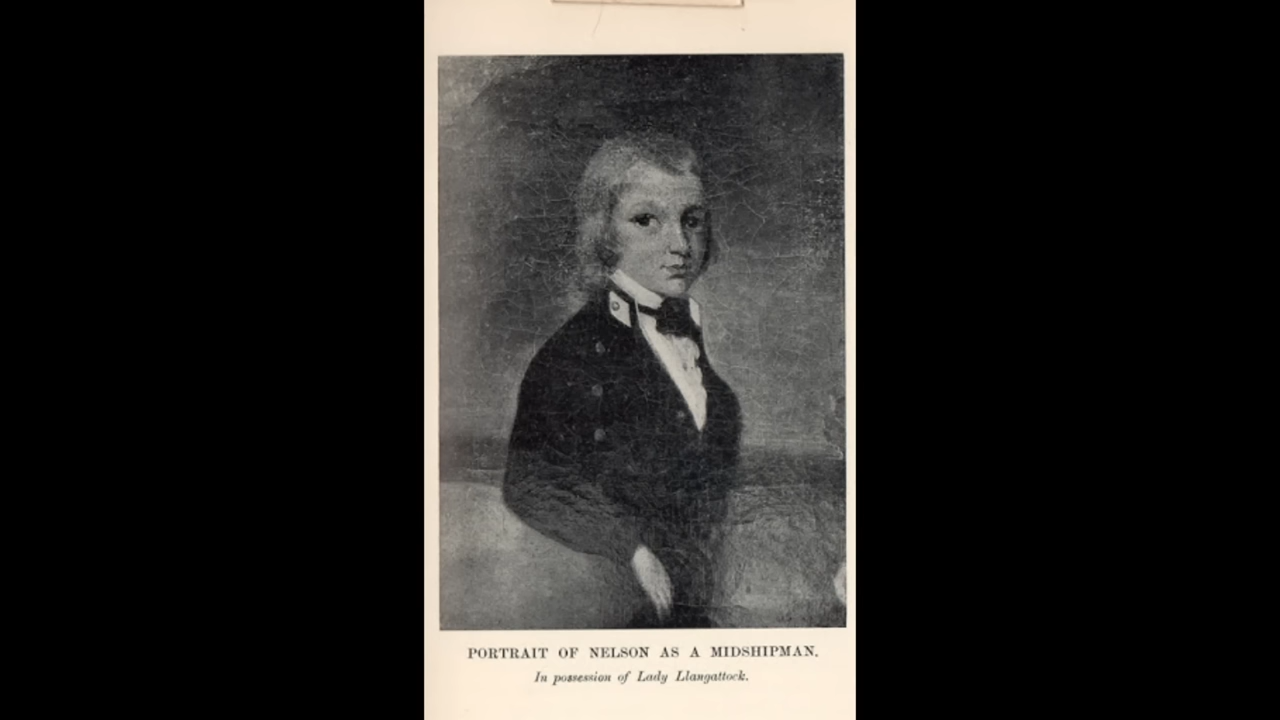 PORTRAIT OF NELSON AS A MIDSHIPMAN.
In possession of Lady Llangattock.